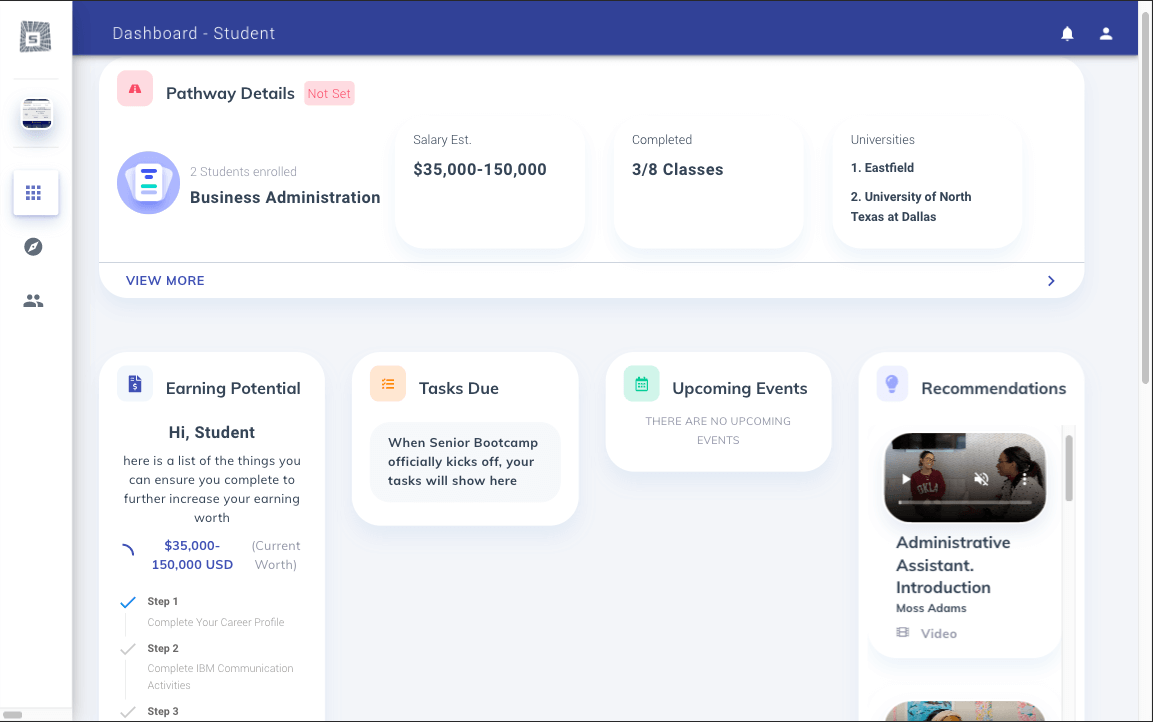 Dashboard - Student
Pathway Details
Not Set
2 Students enrolled
Business Administration
Salary Est.
$35,000-150,000
Completed
3/8 Classes
Universities
1. Eastfield
2. University of North
Texas at Dallas
VIEW MORE
Earning Potential
Hi, Student
here is a list of the things you
can ensure you complete to
further increase your earning
worth
$35,000-
150,000 USD
(Current
Worth)
Step 1
Complete Your Career Profile
Step 2
Complete IBM Communication
Activities
Step 3
Tasks Due
When Senior Bootcamp
officially kicks off, your
tasks will show here
Upcoming Events
THERE ARE NO UPCOMING
EVENTS
Recommendations
Administrative
Assistant.
Introduction
Moss Adams
Video